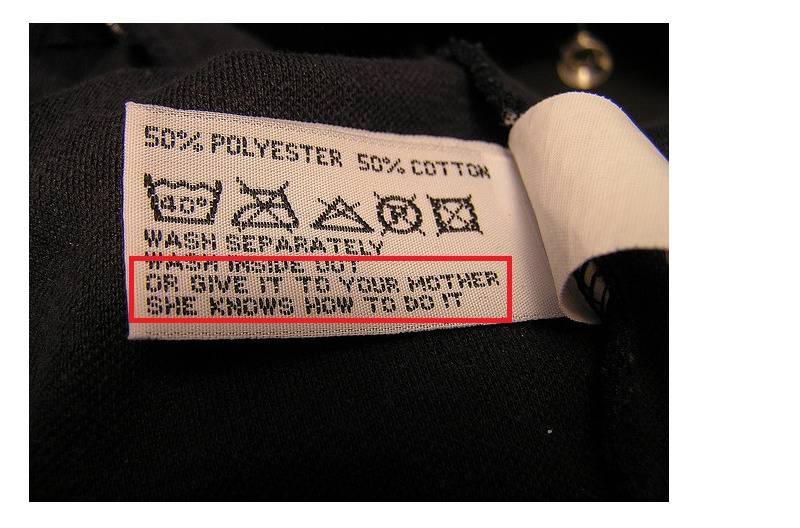 50% POLYESTER 50% COTTON
40°
P
WASH SEPARATELY
WASH INSIDE OUT
OR GIVE IT TO YOUR MOTHER
SHE KNOWS HOW TO DO IT